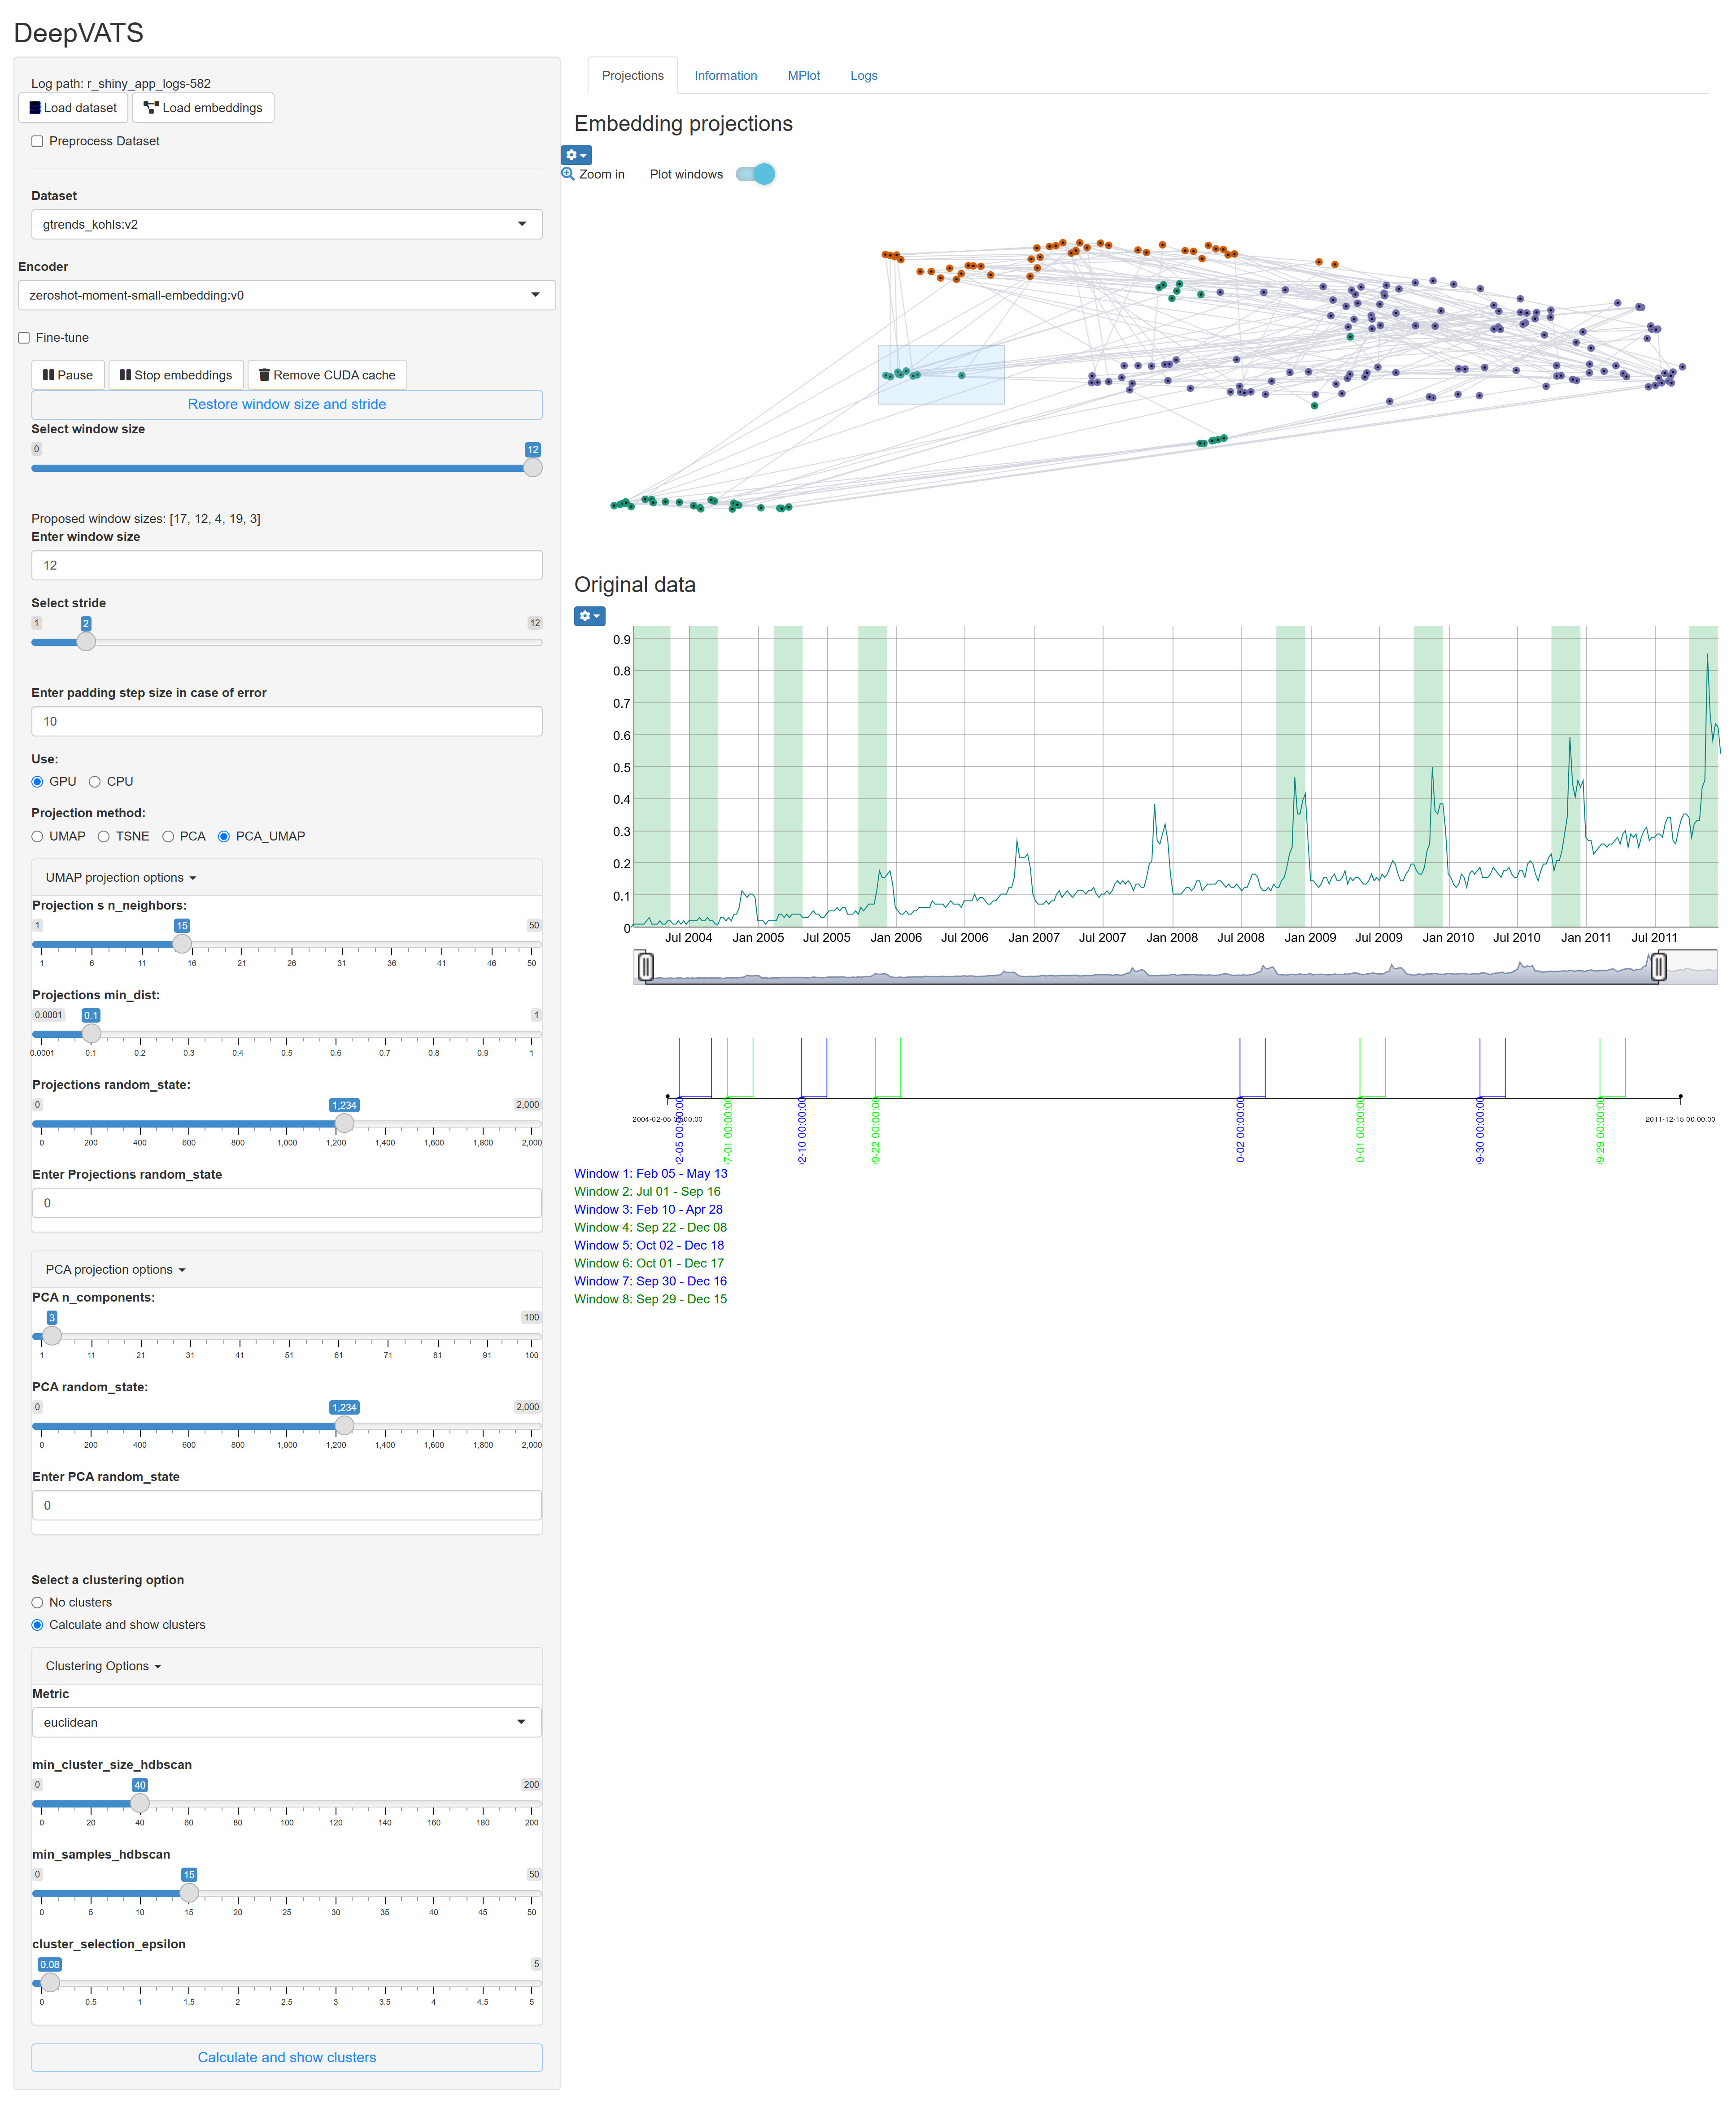 DeepVATS
Log path: r_shiny_app_logs-582
Load dataset Load embeddings
Preprocess Dataset
Dataset
gtrends_kohls:v2
Encoder
zeroshot-moment-small-embedding:v0
Fine-tune
Pause Stop embeddings Remove CUDA cache
Restore window size and stride
Select window size
0 12
Proposed window sizes: [17, 12, 4, 19, 3]
Enter window size
12
Select stride
1 2 12
Enter padding step size in case of error
10
Use:
GPU CPU
Projection method:
UMAP TSNE PCA PCA_UMAP
UMAP projection options
Projection s n_neighbors:
1 15 50
1 6 11 16 21 26 31 36 41 46 50
Projections min_dist:
0.0001 0.1 1
0.0001 0.1 0.2 0.3 0.4 0.5 0.6 0.7 0.8 0.9 1
Projections random_state:
0 1,234 2,000
0 200 400 600 800 1,000 1,200 1,400 1,600 1,800 2,000
Enter Projections random_state
0
PCA projection options
PCA n_components:
3 100
1 11 21 31 41 51 61 71 81 91 100
PCA random_state:
0 1,234 2,000
0 200 400 600 800 1,000 1,200 1,400 1,600 1,800 2,000
Enter PCA random_state
0
Select a clustering option
No clusters
Calculate and show clusters
Clustering Options
Metric
euclidean
min_cluster_size_hdbscan
0 40 200
0 20 40 60 80 100 120 140 160 180 200
min_samples_hdbscan
0 15 50
0 5 10 15 20 25 30 35 40 45 50
cluster_selection_epsilon
0.08 5
0 0.5 1 1.5 2 2.5 3 3.5 4 4.5 5
Calculate and show clusters
Projections Information MPlot Logs
Embedding projections
Zoom in Plot windows
Original data
0.9
0.8
0.7
0.6
0.5
0.4
0.3
0.2
0.1
0
Jul 2004 Jan 2005 Jul 2005 Jan 2006 Jul 2006 Jan 2007 Jul 2007 Jan 2008 Jul 2008 Jan 2009 Jul 2009 Jan 2010 Jul 2010 Jan 2011 Jul 2011
2004-02-05 00:00:00 2011-12-15 00:00:00
2-05 00:00:00
7-01 00:00:00
2-10 00:00:00
9-22 00:00:00
0-02 00:00:00
0-01 00:00:00
9-30 00:00:00
9-29 00:00:00
Window 1: Feb 05 - May 13
Window 2: Jul 01 - Sep 16
Window 3: Feb 10 - Apr 28
Window 4: Sep 22 - Dec 08
Window 5: Oct 02 - Dec 18
Window 6: Oct 01 - Dec 17
Window 7: Sep 30 - Dec 16
Window 8: Sep 29 - Dec 15